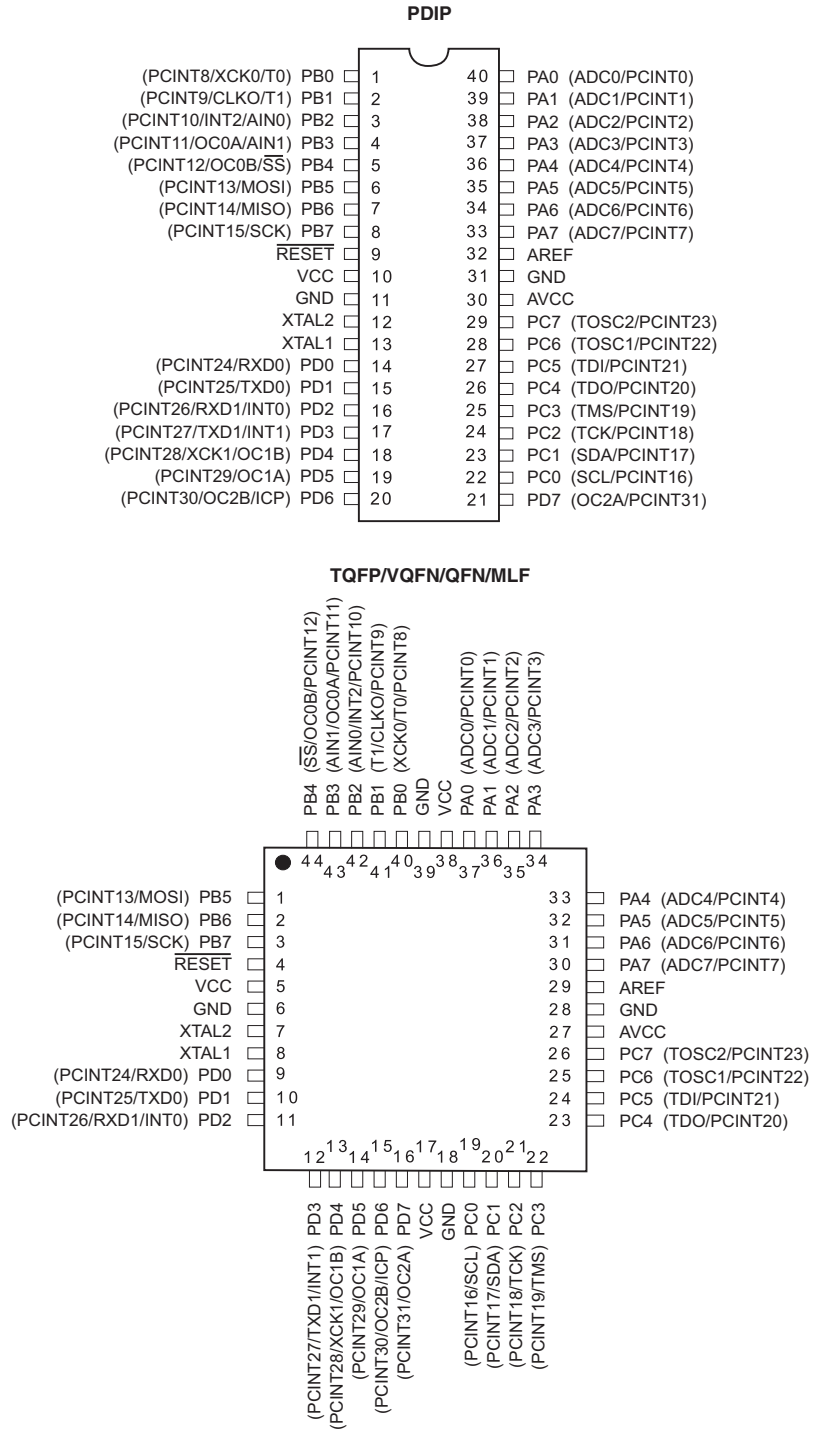 PDIP
(PCINT8/XCK0/T0) PB0 1 40 PA0 (ADC0/PCINT0)
(PCINT9/CLKO/T1) PB1 2 39 PA1 (ADC1/PCINT1)
(PCINT10/INT2/AIN0) PB2 3 38 PA2 (ADC2/PCINT2)
(PCINT11/OC0A/AIN1) PB3 4 37 PA3 (ADC3/PCINT3)
(PCINT12/OC0B/SS) PB4 5 36 PA4 (ADC4/PCINT4)
(PCINT13/MOSI) PB5 6 35 PA5 (ADC5/PCINT5)
(PCINT14/MISO) PB6 7 34 PA6 (ADC6/PCINT6)
(PCINT15/SCK) PB7 8 33 PA7 (ADC7/PCINT7)
RESET 9 32 AREF
VCC 10 31 GND
GND 11 30 AVCC
XTAL2 12 29 PC7 (TOSC2/PCINT23)
XTAL1 13 28 PC6 (TOSC1/PCINT22)
(PCINT24/RXD0) PD0 14 27 PC5 (TDI/PCINT21)
(PCINT25/TXD0) PD1 15 26 PC4 (TDO/PCINT20)
(PCINT26/RXD1/INT0) PD2 16 25 PC3 (TMS/PCINT19)
(PCINT27/TXD1/INT1) PD3 17 24 PC2 (TCK/PCINT18)
(PCINT28/XCK1/OC1B) PD4 18 23 PC1 (SDA/PCINT17)
(PCINT29/OC1A) PD5 19 22 PC0 (SCL/PCINT16)
(PCINT30/OC2B/ICP) PD6 20 21 PD7 (OC2A/PCINT31)
TQFP/VQFN/QFN/MLF
PB4 (SS/OC0B/PCINT12)
PB3 (AIN1/OC0A/PCINT11)
PB2 (AIN0/INT2/PCINT10)
PB1 (T1/CLKO/PCINT9)
PB0 (XCK0/T0/PCINT8)
GND
VCC
PA0 (ADC0/PCINT0)
PA1 (ADC1/PCINT1)
PA2 (ADC2/PCINT2)
PA3 (ADC3/PCINT3)
44 43 42 41 40 39 38 37 36 35 34
(PCINT13/MOSI) PB5 1 33 PA4 (ADC4/PCINT4)
(PCINT14/MISO) PB6 2 32 PA5 (ADC5/PCINT5)
(PCINT15/SCK) PB7 3 31 PA6 (ADC6/PCINT6)
RESET 4 30 PA7 (ADC7/PCINT7)
VCC 5 29 AREF
GND 6 28 GND
XTAL2 7 27 AVCC
XTAL1 8 26 PC7 (TOSC2/PCINT23)
(PCINT24/RXD0) PD0 9 25 PC6 (TOSC1/PCINT22)
(PCINT25/TXD0) PD1 10 24 PC5 (TDI/PCINT21)
(PCINT26/RXD1/INT0) PD2 11 23 PC4 (TDO/PCINT20)
12 13 14 15 16 17 18 19 20 21 22
(PCINT27/TXD1/INT1) PD3
(PCINT28/XCK1/OC1B) PD4
(PCINT29/OC1A) PD5
(PCINT30/OC2B/ICP) PD6
(PCINT31/OC2A) PD7
VCC
GND
(PCINT16/SCL) PC0
(PCINT17/SDA) PC1
(PCINT18/TCK) PC2
(PCINT19/TMS) PC3